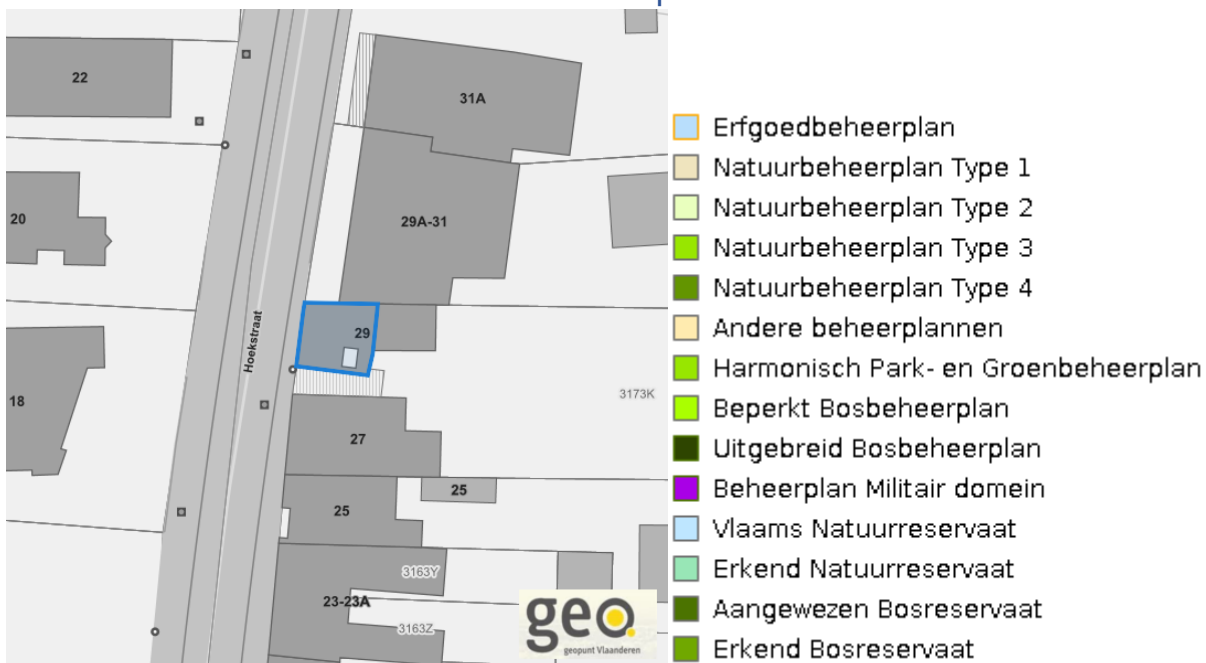 22
31A
20
29A-31
Hoekstraat
29
3173K
18
27
25
25
3163Y
23-23A
3163Z
geo.
geopunt Vlaanderen
Erfgoedbeheerplan
Natuurbeheerplan Type 1
Natuurbeheerplan Type 2
Natuurbeheerplan Type 3
Natuurbeheerplan Type 4
Andere beheerplannen
Harmonisch Park- en Groenbeheerplan
Beperkt Bosbeheerplan
Uitgebreid Bosbeheerplan
Beheerplan Militair domein
Vlaams Natuurreservaat
Erkend Natuurreservaat
Aangewezen Bosreservaat
Erkend Bosreservaat